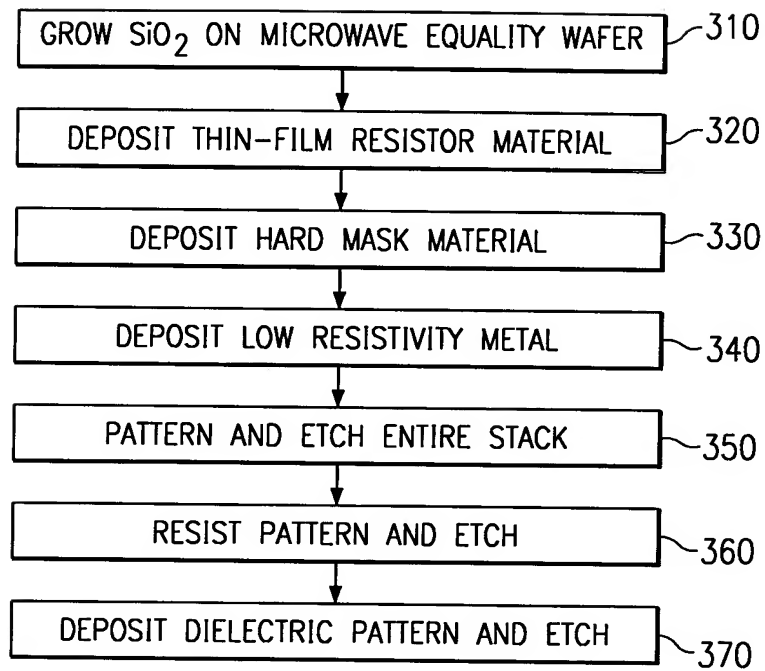 GROW SiO2 ON MICROWAVE EQUALITY WAFER 310
DEPOSIT THIN-FILM RESISTOR MATERIAL 320
DEPOSIT HARD MASK MATERIAL 330
DEPOSIT LOW RESISTIVITY METAL 340
PATTERN AND ETCH ENTIRE STACK 350
RESIST PATTERN AND ETCH 360
DEPOSIT DIELECTRIC PATTERN AND ETCH 370